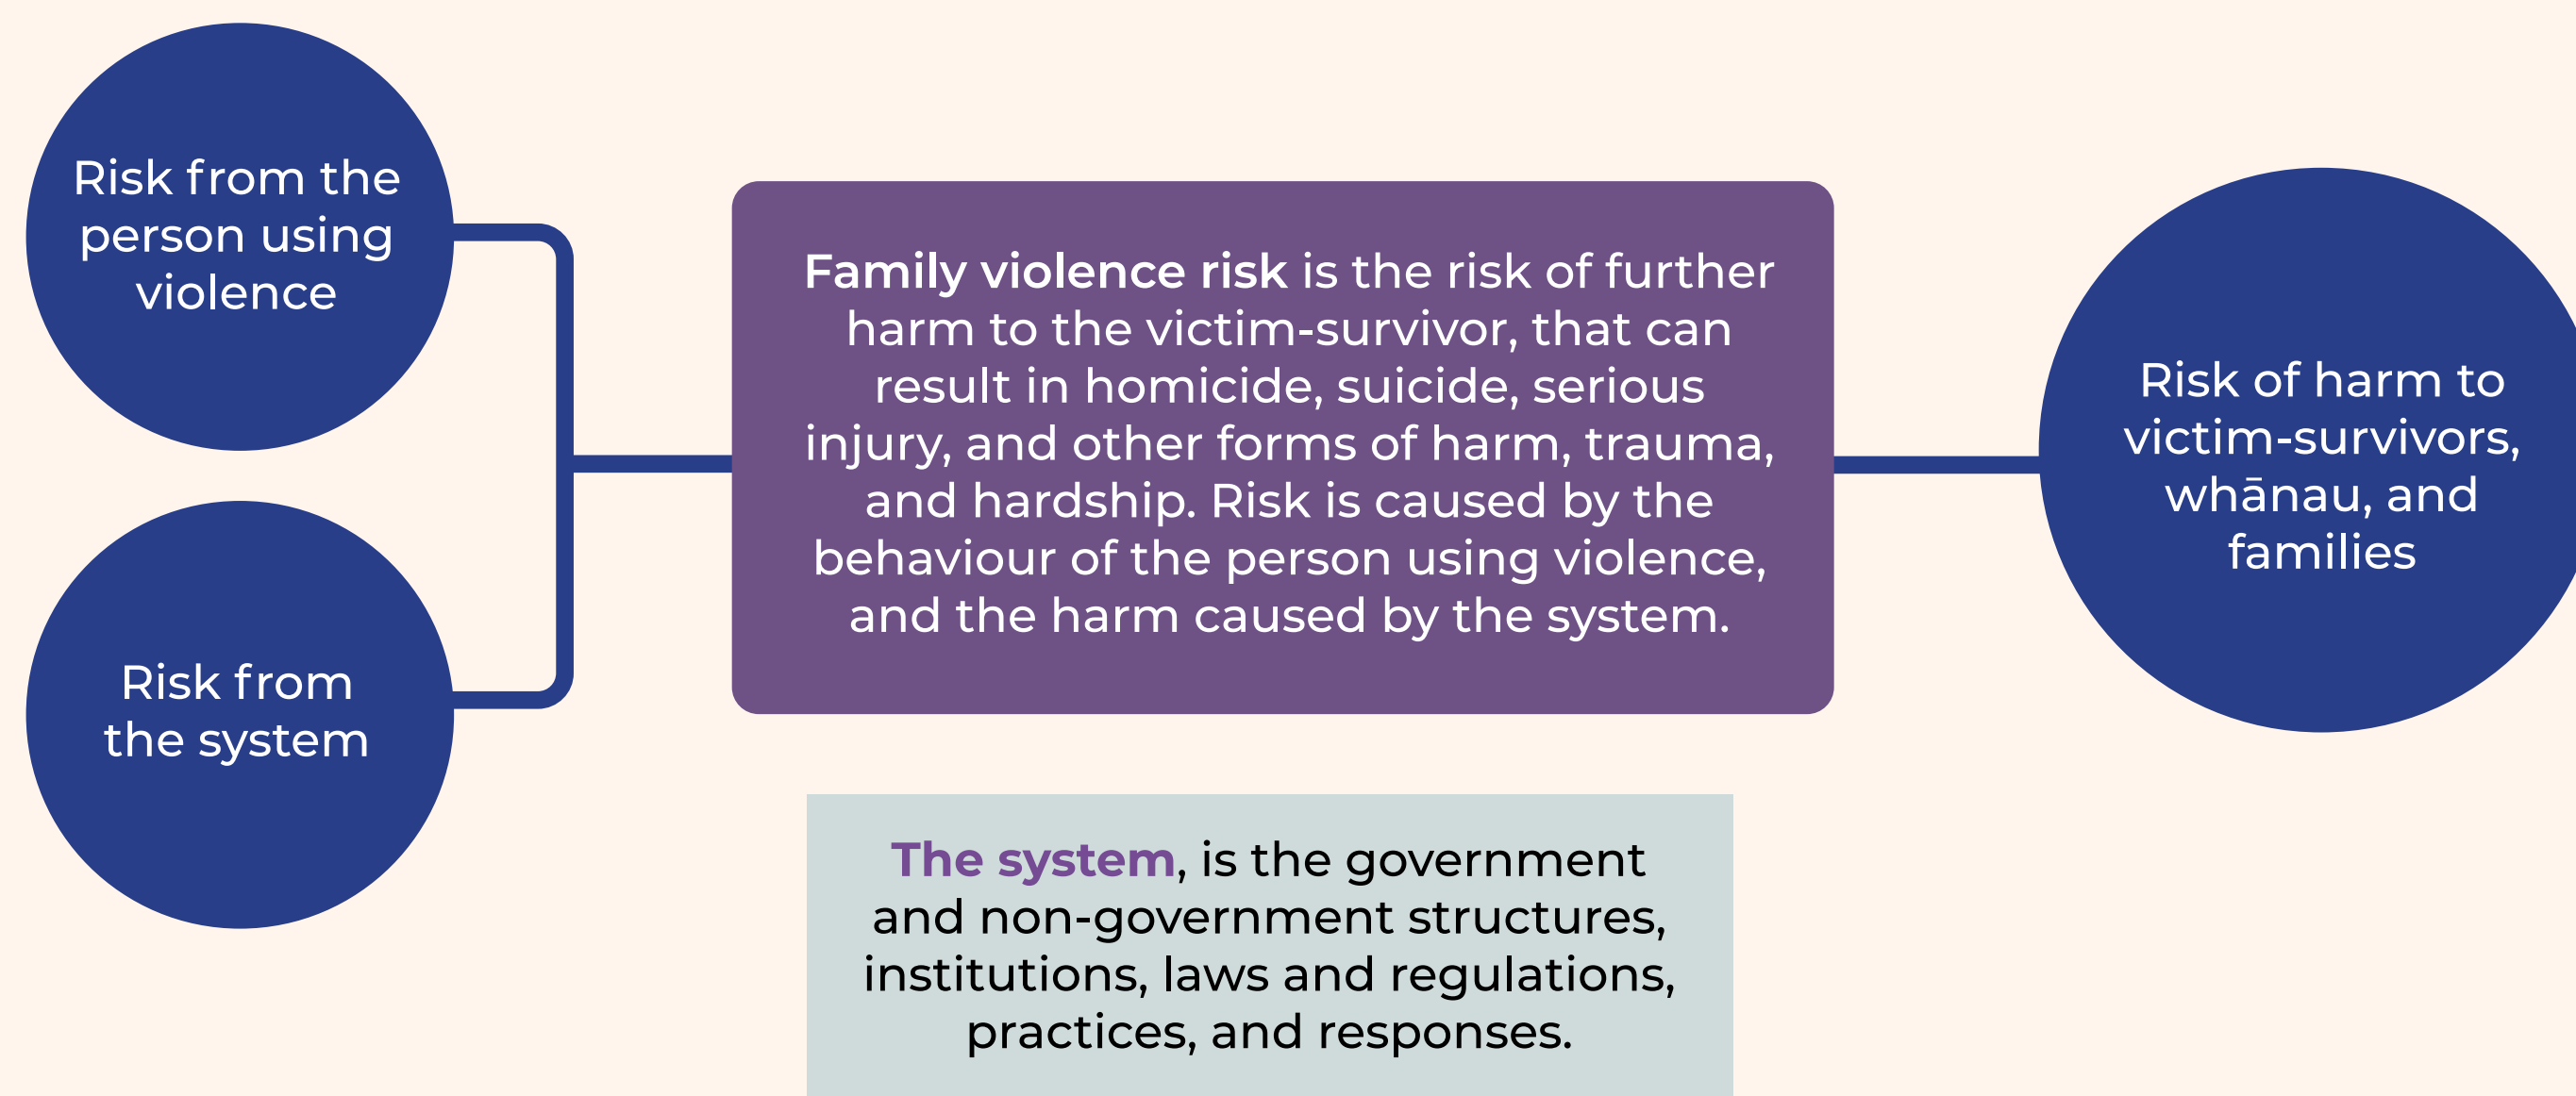 Risk from the
person using
violence
Risk from
the system
Family violence risk is the risk of further
harm to the victim-survivor, that can
result in homicide, suicide, serious
injury, and other forms of harm, trauma,
and hardship. Risk is caused by the
behaviour of the person using violence,
and the harm caused by the system.
The system, is the government
and non-government structures,
institutions, laws and regulations,
practices, and responses.
Risk of harm to
victim-survivors,
whānau, and
families